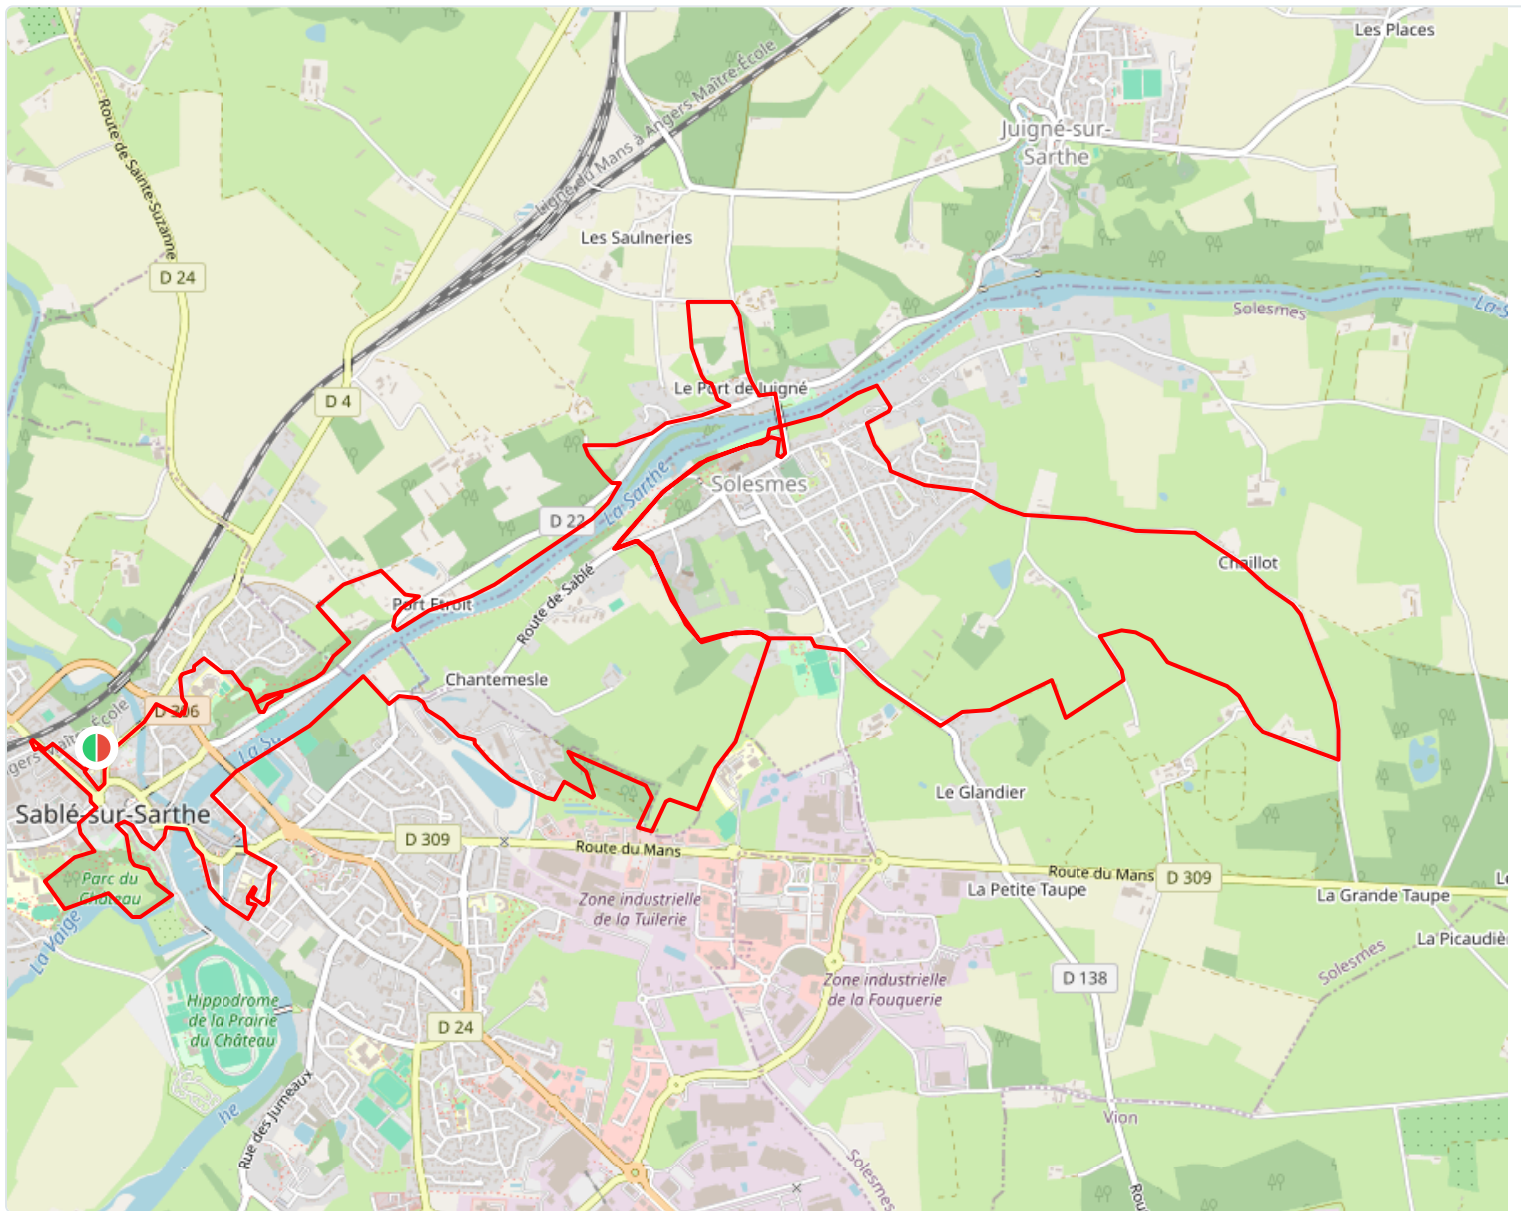 Les Places
Route de Sainte-Suzanne
Ligne du Mans à Angers Maître-École
Juigné-sur-
Sarthe
Les Saulneries
D 24
Solesmes
Le Port de Juigné
D 4
La Sarthe
Solesmes
D 22
Chaillot
Port Etroit
Route de Sablé
Chantemesle
D 306
Sablé-sur-Sarthe
Le Glandier
D 309
Route du Mans
Route du Mans
D 309
Parc du
Château
La Petite Taupe
La Grande Taupe
Zone industrielle
de la Tuilerie
La Vaige
La Picaudiè
Solesmes
Zone industrielle
de la Fouquerie
D 138
Hippodrome
de la Prairie
du Château
D 24
Rue des Jumeaux
Vion
Solesmes